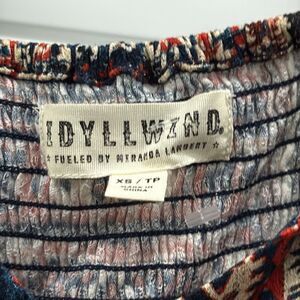 IDYLLWIND®
★ FUELED BY MIRANDA LAMBERT ★
XS / TP
MADE IN
CHINA